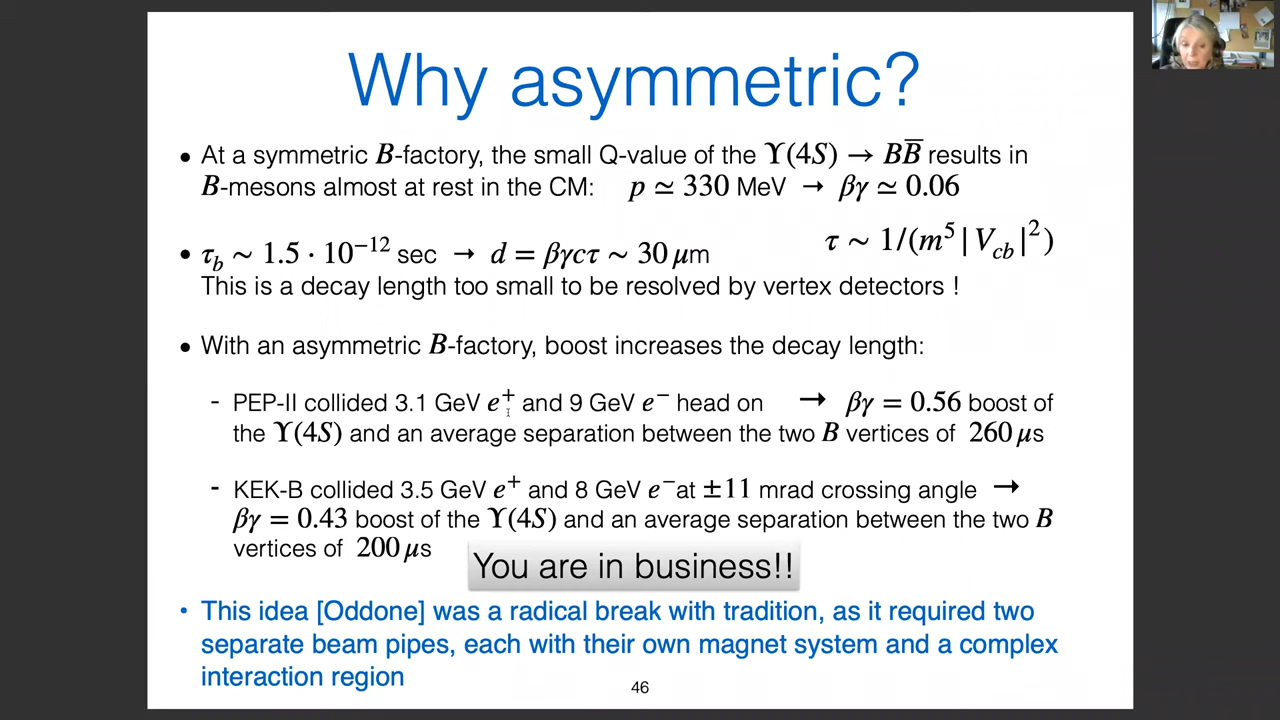 Why asymmetric?
• At a symmetric B-factory, the small Q-value of the ϒ(4S) → BB̅ results in
B-mesons almost at rest in the CM: p ≃ 330 MeV → βγ ≃ 0.06
τ ∼ 1/(m⁵|V_cb|²)
• τ_b ∼ 1.5 · 10⁻¹² sec → d = βγcτ ∼ 30 μm
This is a decay length too small to be resolved by vertex detectors !
• With an asymmetric B-factory, boost increases the decay length:
- PEP-II collided 3.1 GeV e⁺ and 9 GeV e⁻ head on → βγ = 0.56 boost of
the ϒ(4S) and an average separation between the two B vertices of 260 μs
- KEK-B collided 3.5 GeV e⁺ and 8 GeV e⁻at ±11 mrad crossing angle →
βγ = 0.43 boost of the ϒ(4S) and an average separation between the two B
vertices of 200 μs
You are in business!!
• This idea [Oddone] was a radical break with tradition, as it required two
separate beam pipes, each with their own magnet system and a complex
interaction region
46